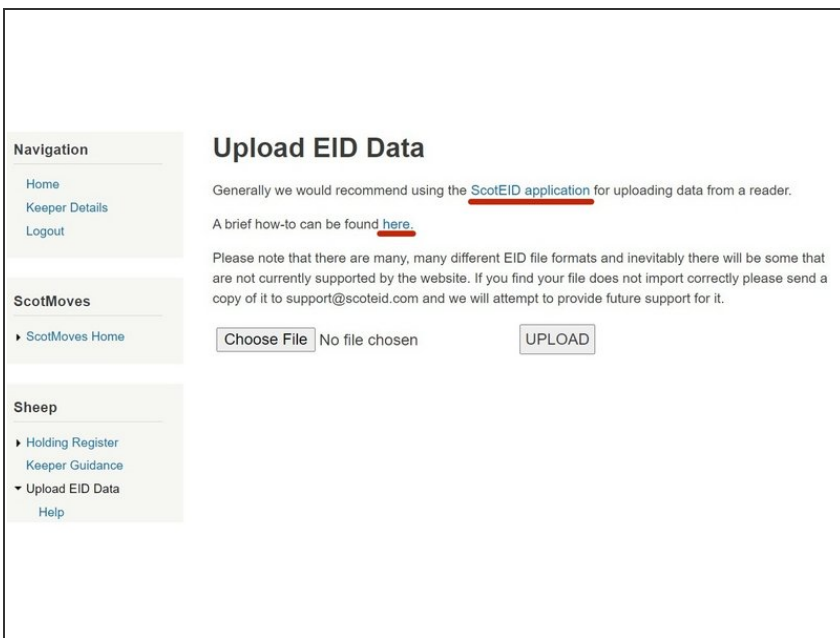 Navigation
Home
Keeper Details
Logout
ScotMoves
ScotMoves Home
Sheep
Holding Register
Keeper Guidance
Upload EID Data
Help
Upload EID Data
Generally we would recommend using the ScotEID application for uploading data from a reader.
A brief how-to can be found here.
Please note that there are many, many different EID file formats and inevitably there will be some that
are not currently supported by the website. If you find your file does not import correctly please send a
copy of it to support@scoteid.com and we will attempt to provide future support for it.
Choose File No file chosen UPLOAD